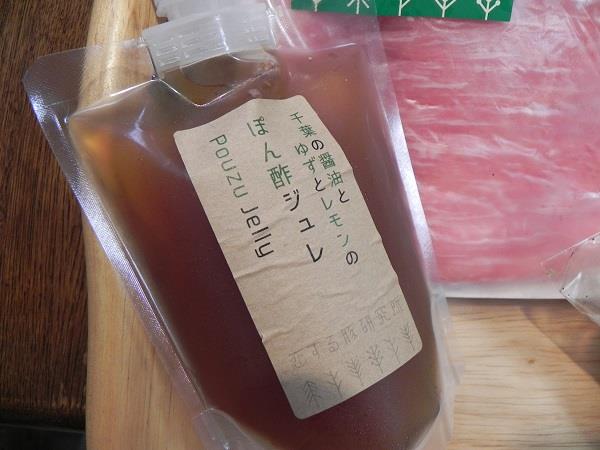 千葉の醤油と
ゆずとレモンの
ぽん酢ジュレ
Pouzu Jelly
恋する豚研究所